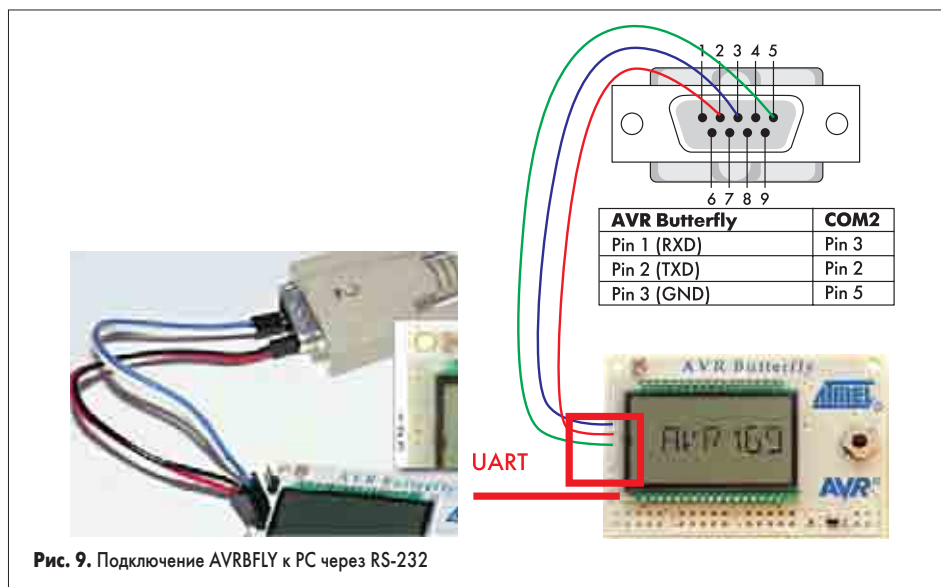 1 2 3 4 5
6 7 8 9
AVR Butterfly COM2
Pin 1 (RXD) Pin 3
Pin 2 (TXD) Pin 2
Pin 3 (GND) Pin 5
AVR Butterfly
ATMEL
UART
AVR
Рис. 9. Подключение AVRBFLY к PC через RS-232